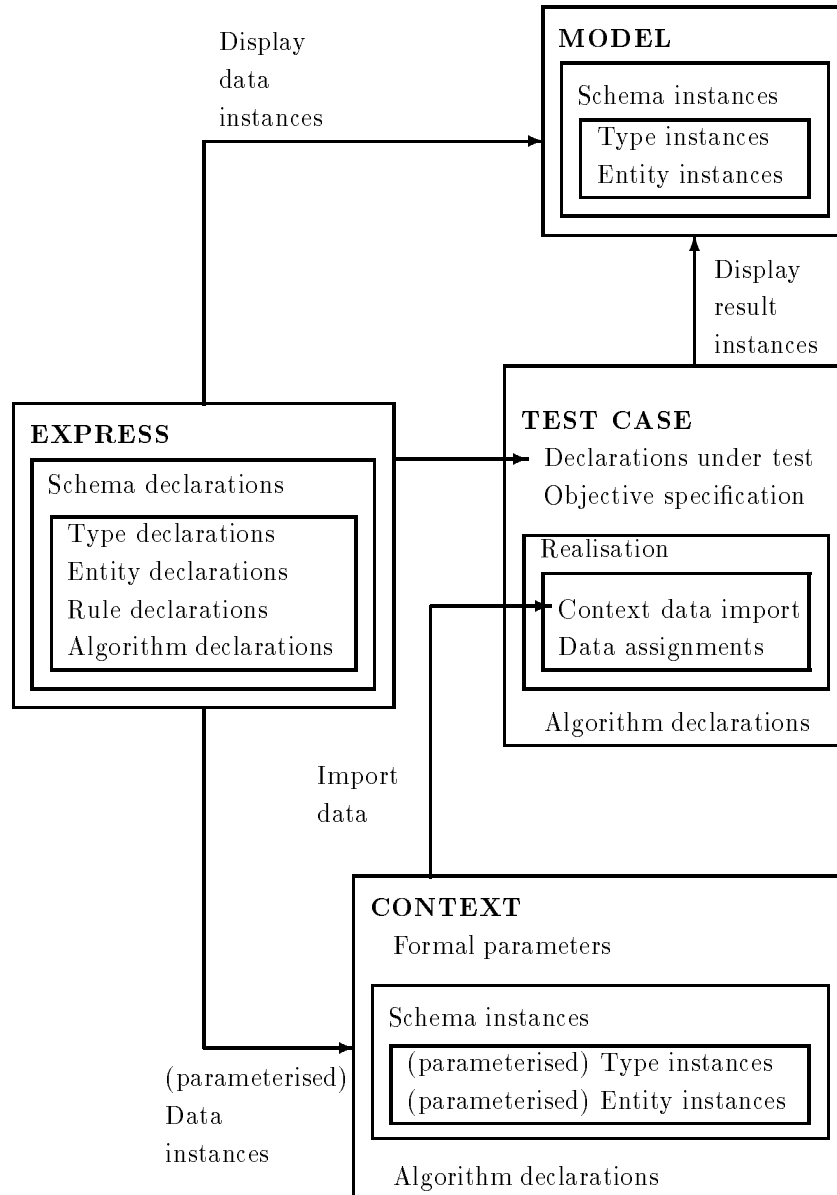 Display
data
instances
MODEL
Schema instances
Type instances
Entity instances
Display
result
instances
EXPRESS
Schema declarations
Type declarations
Entity declarations
Rule declarations
Algorithm declarations
TEST CASE
Declarations under test
Objective specification
Realisation
Context data import
Data assignments
Algorithm declarations
Import
data
CONTEXT
Formal parameters
Schema instances
(parameterised) Type instances
(parameterised) Entity instances
Algorithm declarations
(parameterised)
Data
instances